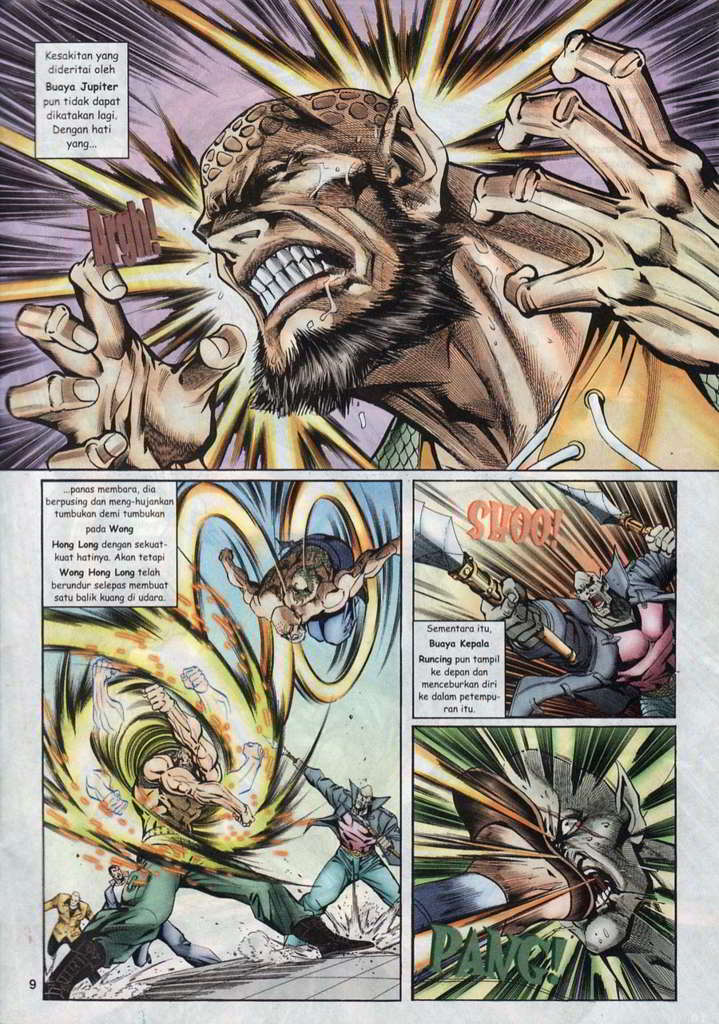 Kesakitan yang
dideritai oleh
Buaya Jupiter
pun tidak dapat
dikatakan lagi.
Dengan hati
yang...
Argh!
...panas membara, dia
berpusing dan meng-hujankan
tumbukan demi tumbukan
pada Wong
Hong Long dengan sekuat-
kuat hatinya. Akan tetapi
Wong Hong Long telah
berundur selepas membuat
satu balik kuang di udara.
SHOO!
Sementara itu,
Buaya Kepala
Runcing pun tampil
ke depan dan
menceburkan diri
ke dalam petempu-
ran itu.
PANG!
9